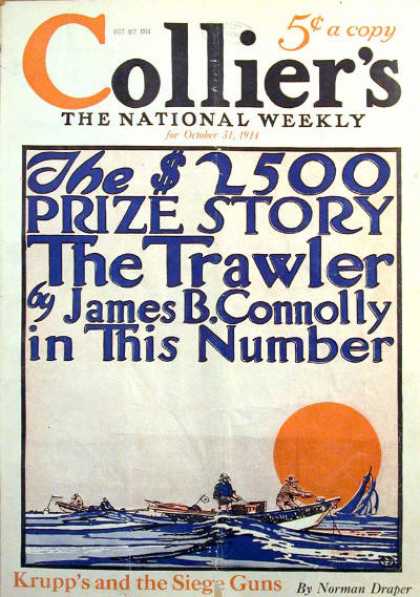 5¢ a copy
Collier's
THE NATIONAL WEEKLY
for October 31, 1914
The $2500
PRIZE STORY
The Trawler
by James B. Connolly
in This Number
Krupp's and the Siege Guns By Norman Draper